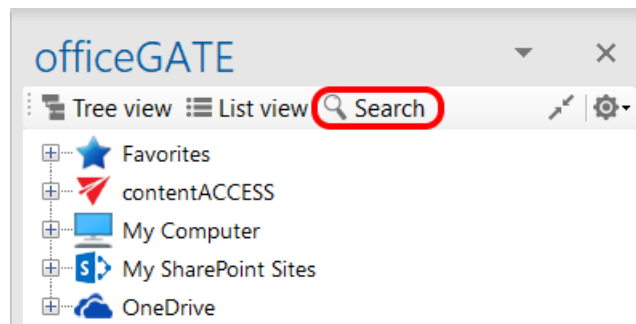 officeGATE
Tree view List view Search
Favorites
contentACCESS
My Computer
My SharePoint Sites
OneDrive